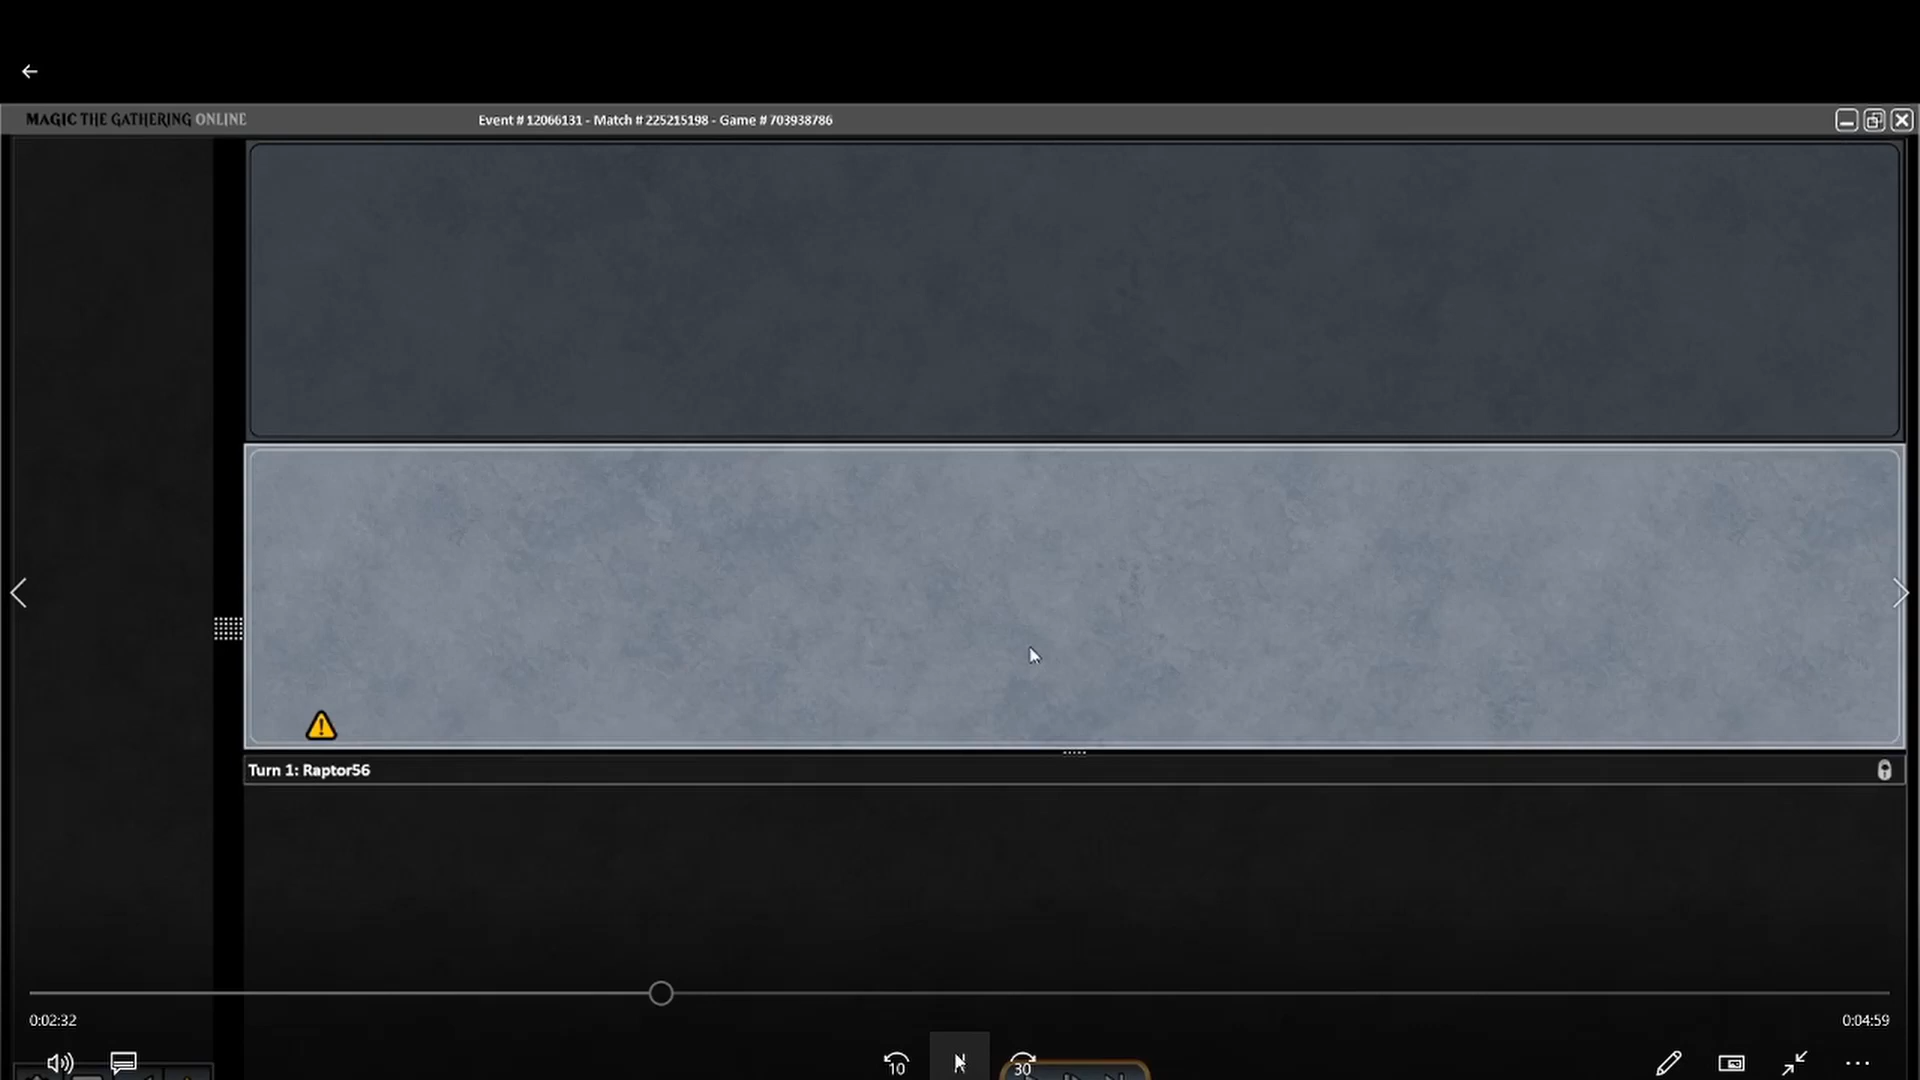 MAGIC THE GATHERING ONLINE
Event # 12066131 - Match # 225215198 - Game # 703938786
Turn 1: Raptor56
0:02:32
0:04:59
10
30